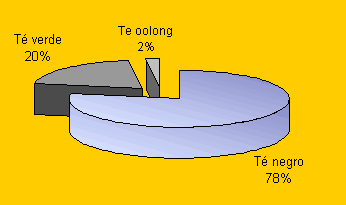 Te oolong
2%
Té verde
20%
Té negro
78%